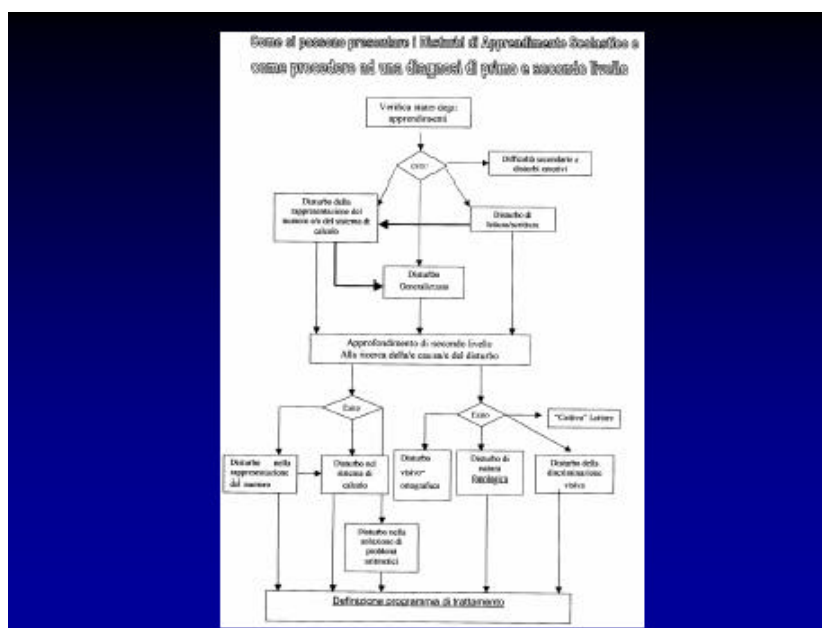 Come si possono presentare i Disturbi di Apprendimento Scolastico e
come procedere ad una diagnosi di primo e secondo livello
Verifica stato degli
apprendimenti
Difficoltà secondarie a
disturbi emotivi
Disturbo della
rappresentazione del
numero e/o del sistema di
calcolo
Disturbo di
lettura/scrittura
Disturbo
Generalizzato
Approfondimento di secondo livello
Alla ricerca della/e causa/e del disturbo
Esito
Esito
"Cattivo" Lettore
Disturbo nella
rappresentazione
del numero
Disturbo nel
sistema di
calcolo
Disturbo
visivo-
ortografico
Disturbo di
natura
fonologica
Disturbo della
discriminazione
visiva
Disturbo nella
soluzione di
problemi
aritmetici
Definizione programma di trattamento